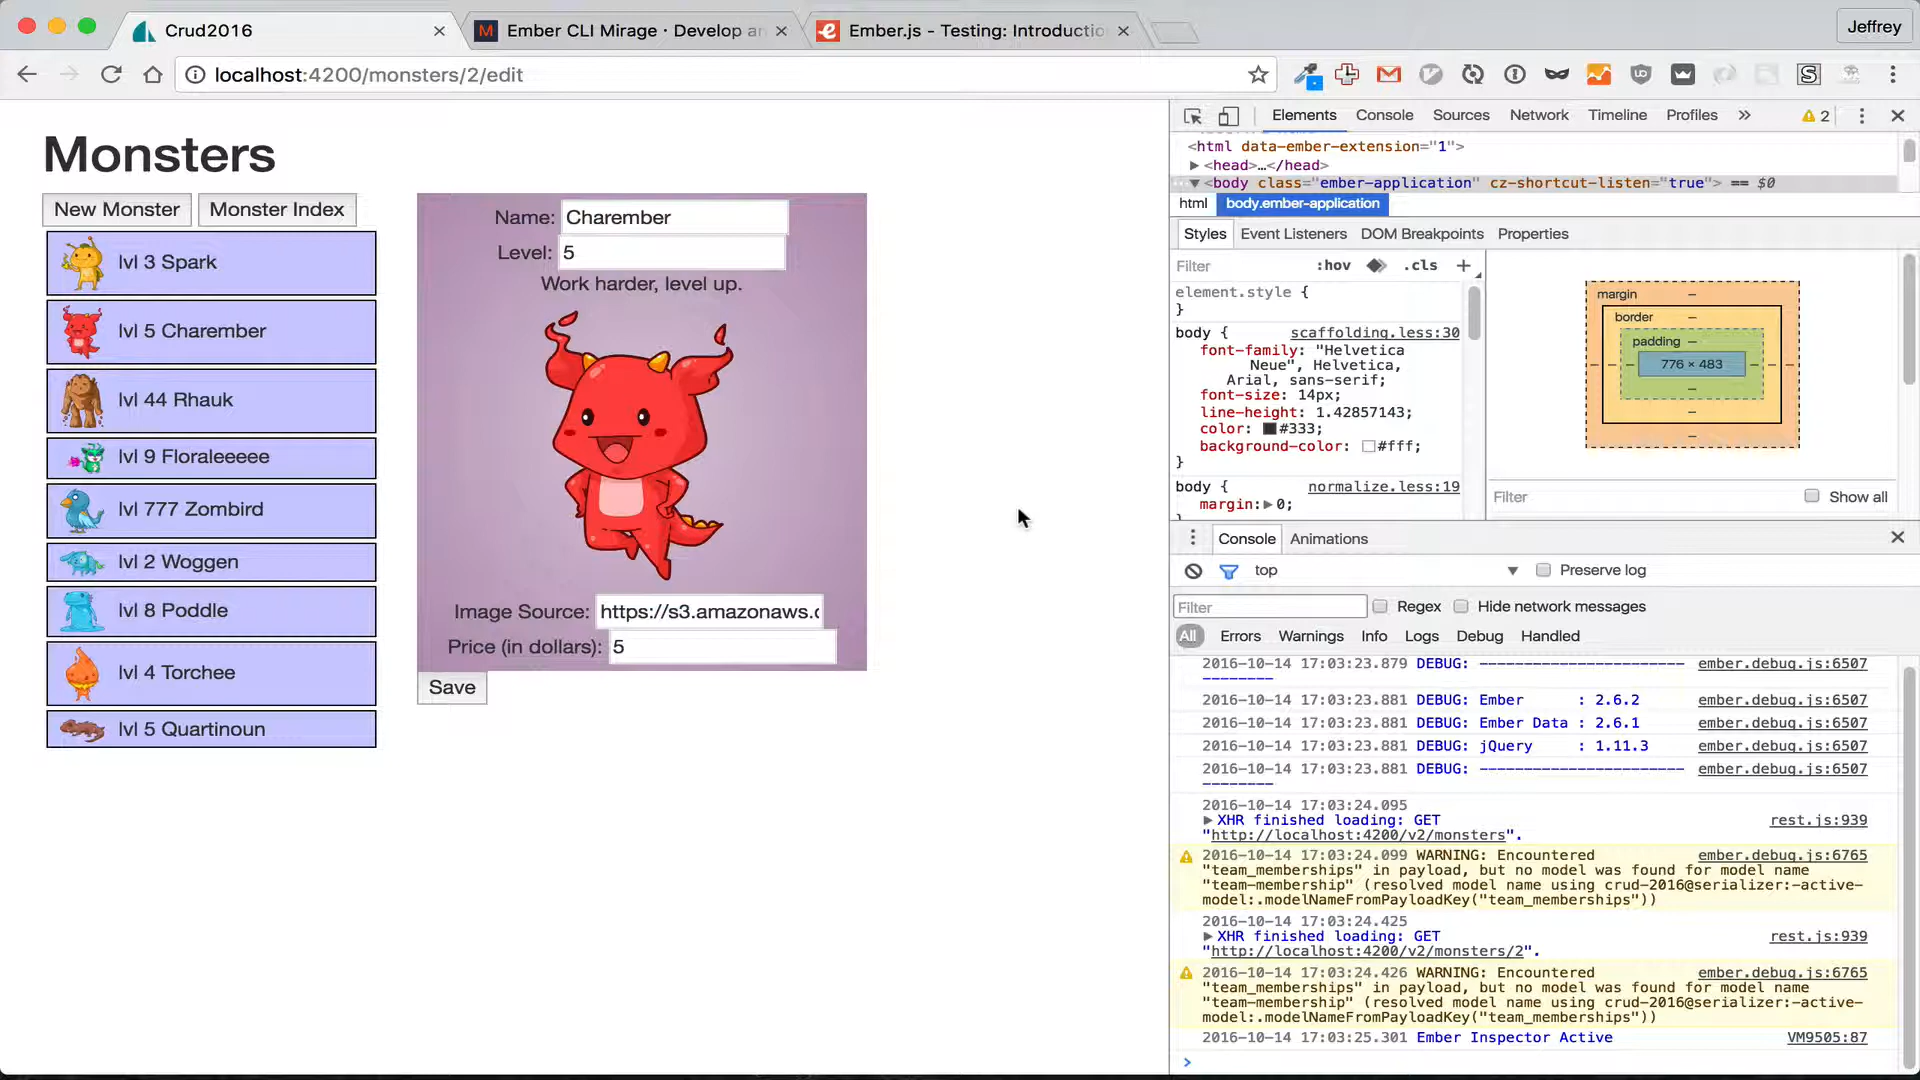 Crud2016
Ember CLI Mirage · Develop an
Ember.js - Testing: Introductio
Jeffrey
localhost:4200/monsters/2/edit
Monsters
New Monster
Monster Index
lvl 3 Spark
lvl 5 Charember
lvl 44 Rhauk
lvl 9 Floraleeeee
lvl 777 Zombird
lvl 2 Woggen
lvl 8 Poddle
lvl 4 Torchee
lvl 5 Quartinoun
Name: Charember
Level: 5
Work harder, level up.
Image Source: https://s3.amazonaws.c
Price (in dollars): 5
Save
Elements Console Sources Network Timeline Profiles » 2
<html data-ember-extension="1">
<head>…</head>
<body class="ember-application" cz-shortcut-listen="true"> == $0
html body.ember-application
Styles Event Listeners DOM Breakpoints Properties
Filter :hov .cls +
element.style {
}
body { scaffolding.less:30
font-family: "Helvetica
Neue", Helvetica,
Arial, sans-serif;
font-size: 14px;
line-height: 1.42857143;
color: #333;
background-color: #fff;
}
body { normalize.less:19
margin: 0;
margin –
border –
padding –
776 × 483
Filter Show all
Console Animations
top Preserve log
Filter Regex Hide network messages
All Errors Warnings Info Logs Debug Handled
2016-10-14 17:03:23.879 DEBUG: ----------------------- ember.debug.js:6507
--------
2016-10-14 17:03:23.881 DEBUG: Ember : 2.6.2 ember.debug.js:6507
2016-10-14 17:03:23.881 DEBUG: Ember Data : 2.6.1 ember.debug.js:6507
2016-10-14 17:03:23.881 DEBUG: jQuery : 1.11.3 ember.debug.js:6507
2016-10-14 17:03:23.881 DEBUG: ----------------------- ember.debug.js:6507
--------
2016-10-14 17:03:24.095
XHR finished loading: GET rest.js:939
"http://localhost:4200/v2/monsters".
2016-10-14 17:03:24.099 WARNING: Encountered ember.debug.js:6765
"team_memberships" in payload, but no model was found for model name
"team-membership" (resolved model name using crud-2016@serializer:-active-
model:.modelNameFromPayloadKey("team_memberships"))
2016-10-14 17:03:24.425
XHR finished loading: GET rest.js:939
"http://localhost:4200/v2/monsters/2".
2016-10-14 17:03:24.426 WARNING: Encountered ember.debug.js:6765
"team_memberships" in payload, but no model was found for model name
"team-membership" (resolved model name using crud-2016@serializer:-active-
model:.modelNameFromPayloadKey("team_memberships"))
2016-10-14 17:03:25.301 Ember Inspector Active VM9505:87
>